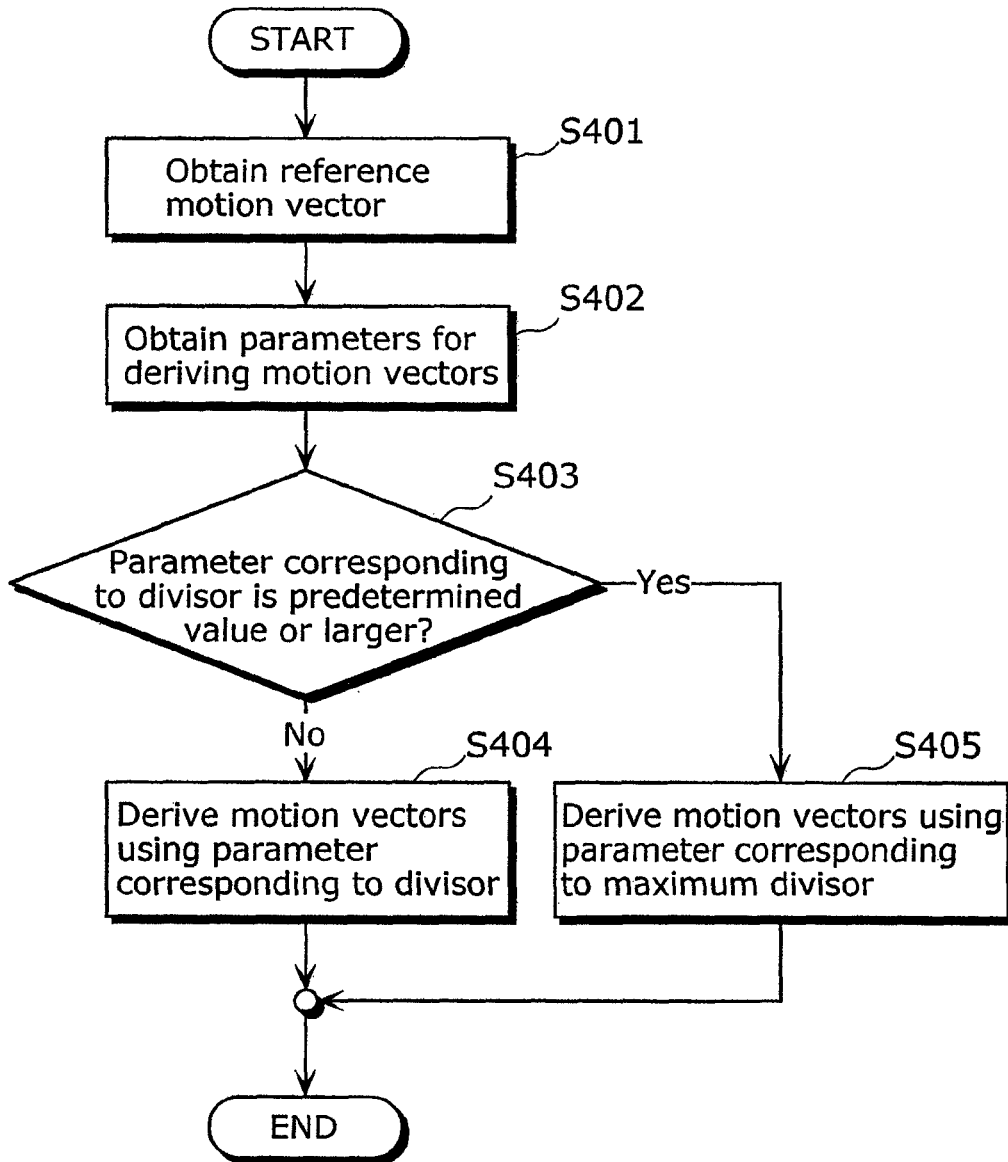 START
S401
Obtain reference
motion vector
S402
Obtain parameters for
deriving motion vectors
S403
Parameter corresponding
to divisor is predetermined
value or larger?
Yes
No
S404
Derive motion vectors
using parameter
corresponding to divisor
S405
Derive motion vectors using
parameter corresponding
to maximum divisor
END